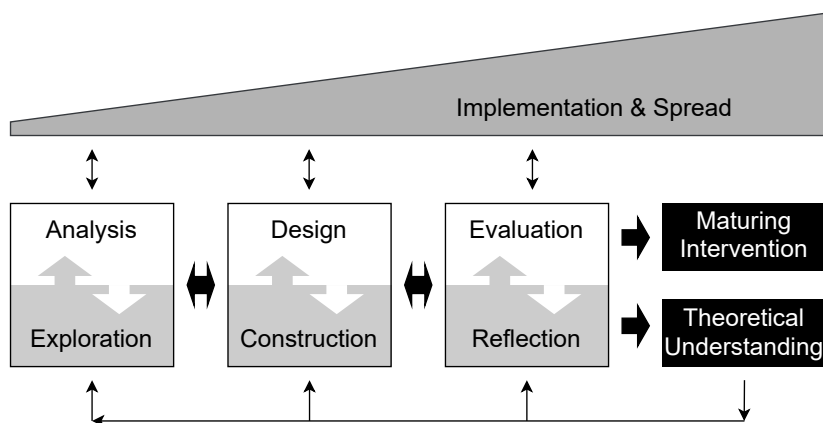 Implementation & Spread
Analysis
Exploration
Design
Construction
Evaluation
Reflection
Maturing
Intervention
Theoretical
Understanding